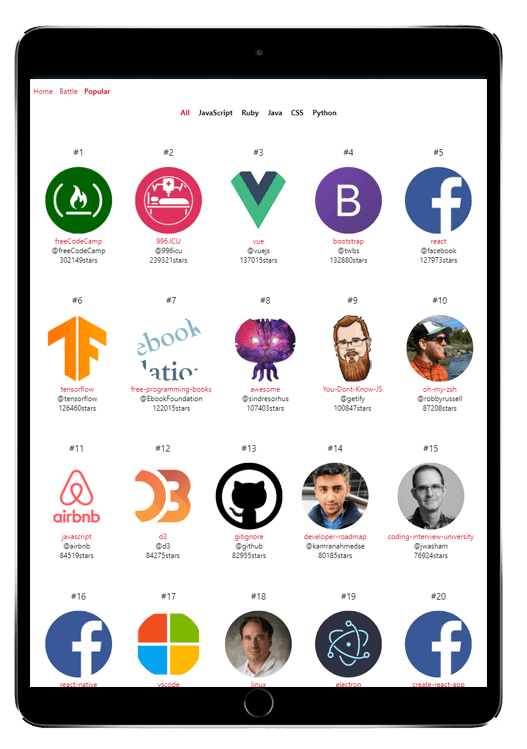 Home Battle Popular
All JavaScript Ruby Java CSS Python
#1 #2 #3 #4 #5
B f
freeCodeCamp 996.ICU vue bootstrap react
@freeCodeCamp @996icu @vuejs @twbs @facebook
302149stars 239321stars 137015stars 132880stars 127973stars
#6 #7 #8 #9 #10
ebook
tensorflow free-programming-books awesome You-Dont-Know-JS oh-my-zsh
@tensorflow @EbookFoundation @sindresorhus @getify @robbyrussell
126460stars 122015stars 107403stars 100847stars 87208stars
#11 #12 #13 #14 #15
airbnb D3
javascript d3 gitignore developer-roadmap coding-interview-university
@airbnb @d3 @github @kamranahmedse @jwasham
84519stars 84275stars 82955stars 80185stars 76924stars
#16 #17 #18 #19 #20
f f
react-native vscode linux electron create-react-app